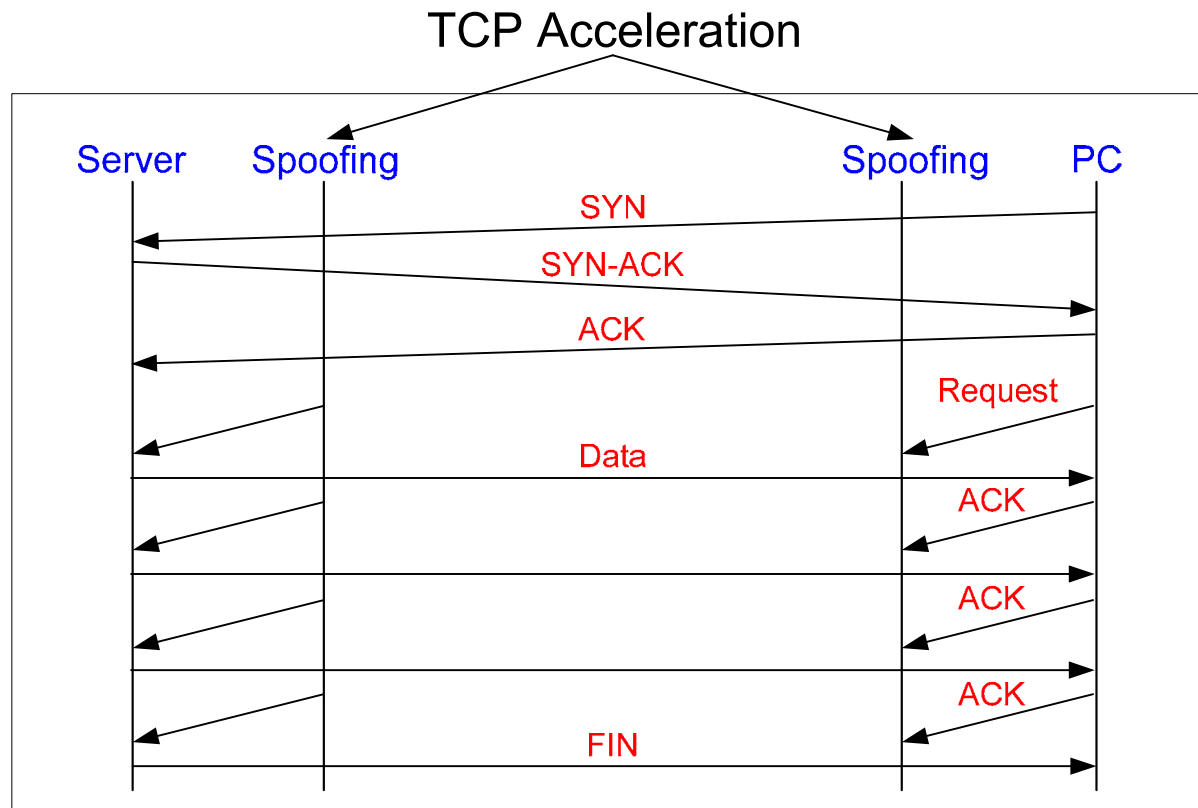 TCP Acceleration
Server Spoofing Spoofing PC
SYN
SYN-ACK
ACK
Request
Data
ACK
ACK
ACK
FIN